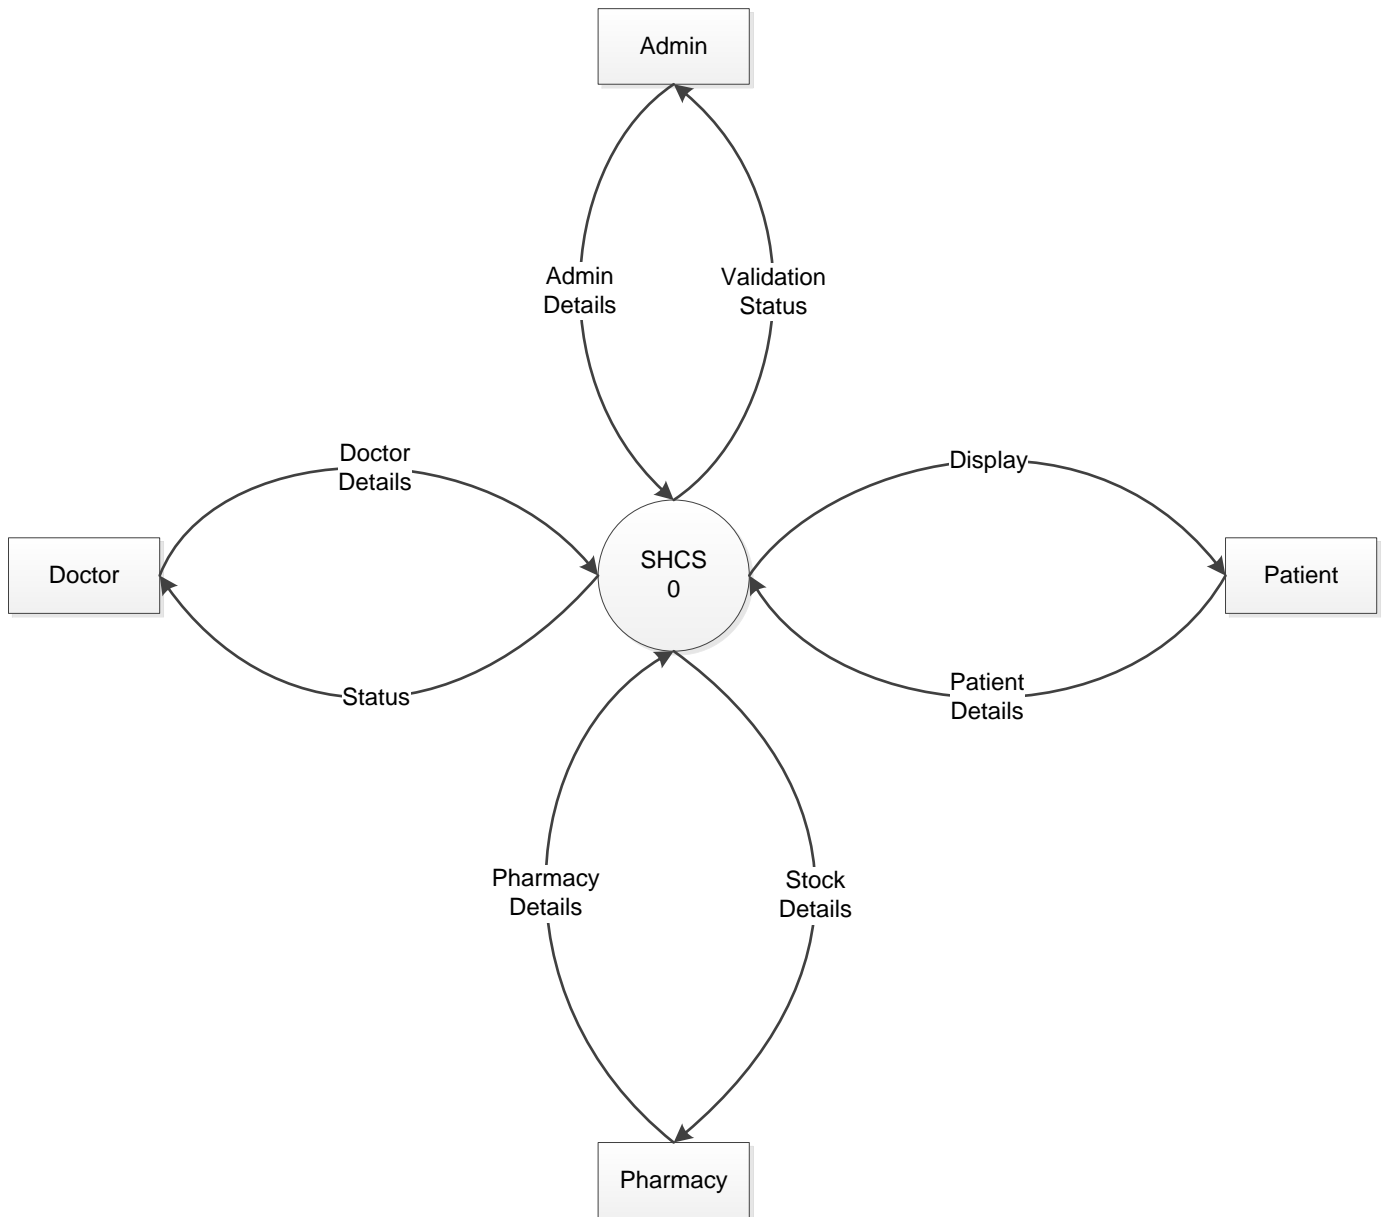 Admin
Admin
Details
Validation
Status
Doctor
Details
Display
Doctor
SHCS
0
Patient
Status
Patient
Details
Pharmacy
Details
Stock
Details
Pharmacy